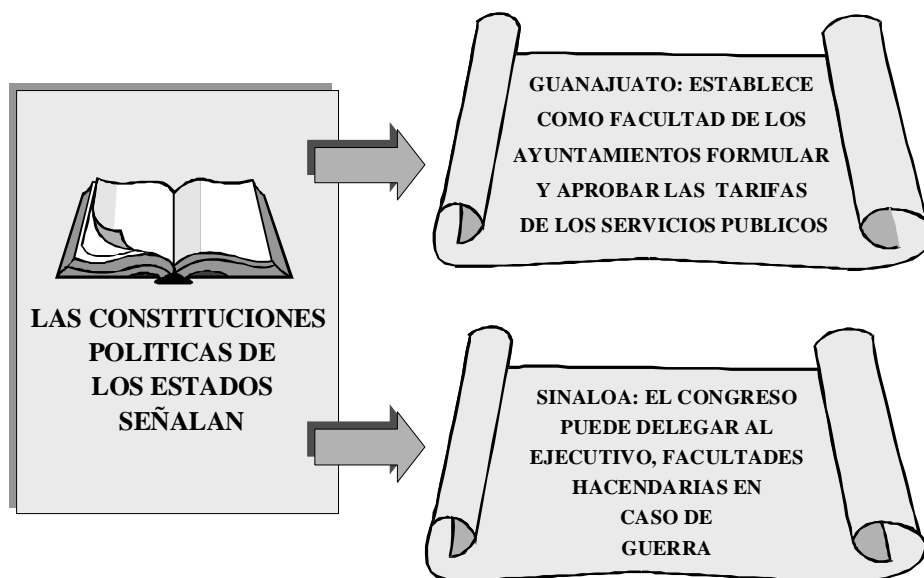 LAS CONSTITUCIONES
POLITICAS DE
LOS ESTADOS
SEÑALAN
GUANAJUATO: ESTABLECE
COMO FACULTAD DE LOS
AYUNTAMIENTOS FORMULAR
Y APROBAR LAS TARIFAS
DE LOS SERVICIOS PUBLICOS
SINALOA: EL CONGRESO
PUEDE DELEGAR AL
EJECUTIVO, FACULTADES
HACENDARIAS EN
CASO DE
GUERRA